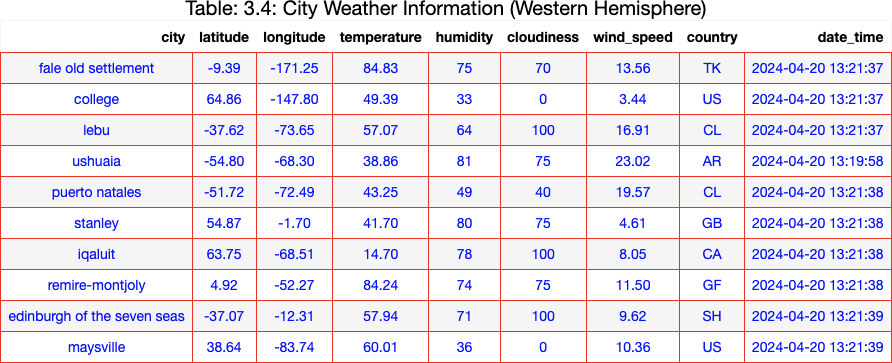 Table: 3.4: City Weather Information (Western Hemisphere)
city latitude longitude temperature humidity cloudiness wind_speed country date_time
fale old settlement -9.39 -171.25 84.83 75 70 13.56 TK 2024-04-20 13:21:37
college 64.86 -147.80 49.39 33 0 3.44 US 2024-04-20 13:21:37
lebu -37.62 -73.65 57.07 64 100 16.91 CL 2024-04-20 13:21:37
ushuaia -54.80 -68.30 38.86 81 75 23.02 AR 2024-04-20 13:19:58
puerto natales -51.72 -72.49 43.25 49 40 19.57 CL 2024-04-20 13:21:38
stanley 54.87 -1.70 41.70 80 75 4.61 GB 2024-04-20 13:21:38
iqaluit 63.75 -68.51 14.70 78 100 8.05 CA 2024-04-20 13:21:38
remire-montjoly 4.92 -52.27 84.24 74 75 11.50 GF 2024-04-20 13:21:38
edinburgh of the seven seas -37.07 -12.31 57.94 71 100 9.62 SH 2024-04-20 13:21:39
maysville 38.64 -83.74 60.01 36 0 10.36 US 2024-04-20 13:21:39